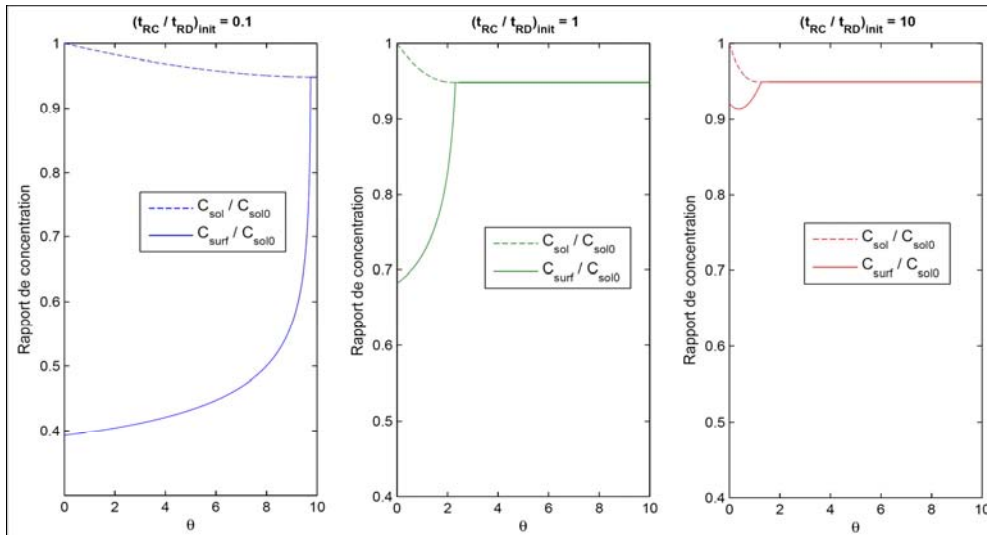 (t_RC / t_RD)_init = 0.1
Rapport de concentration
1
0.9
0.8
0.7
0.6
0.5
0.4
C_sol / C_sol0
C_surf / C_sol0
0 2 4 6 8 10
θ
(t_RC / t_RD)_init = 1
Rapport de concentration
1
0.9
0.8
0.7
0.6
0.5
0.4
C_sol / C_sol0
C_surf / C_sol0
0 2 4 6 8 10
θ
(t_RC / t_RD)_init = 10
Rapport de concentration
1
0.9
0.8
0.7
0.6
0.5
0.4
C_sol / C_sol0
C_surf / C_sol0
0 2 4 6 8 10
θ